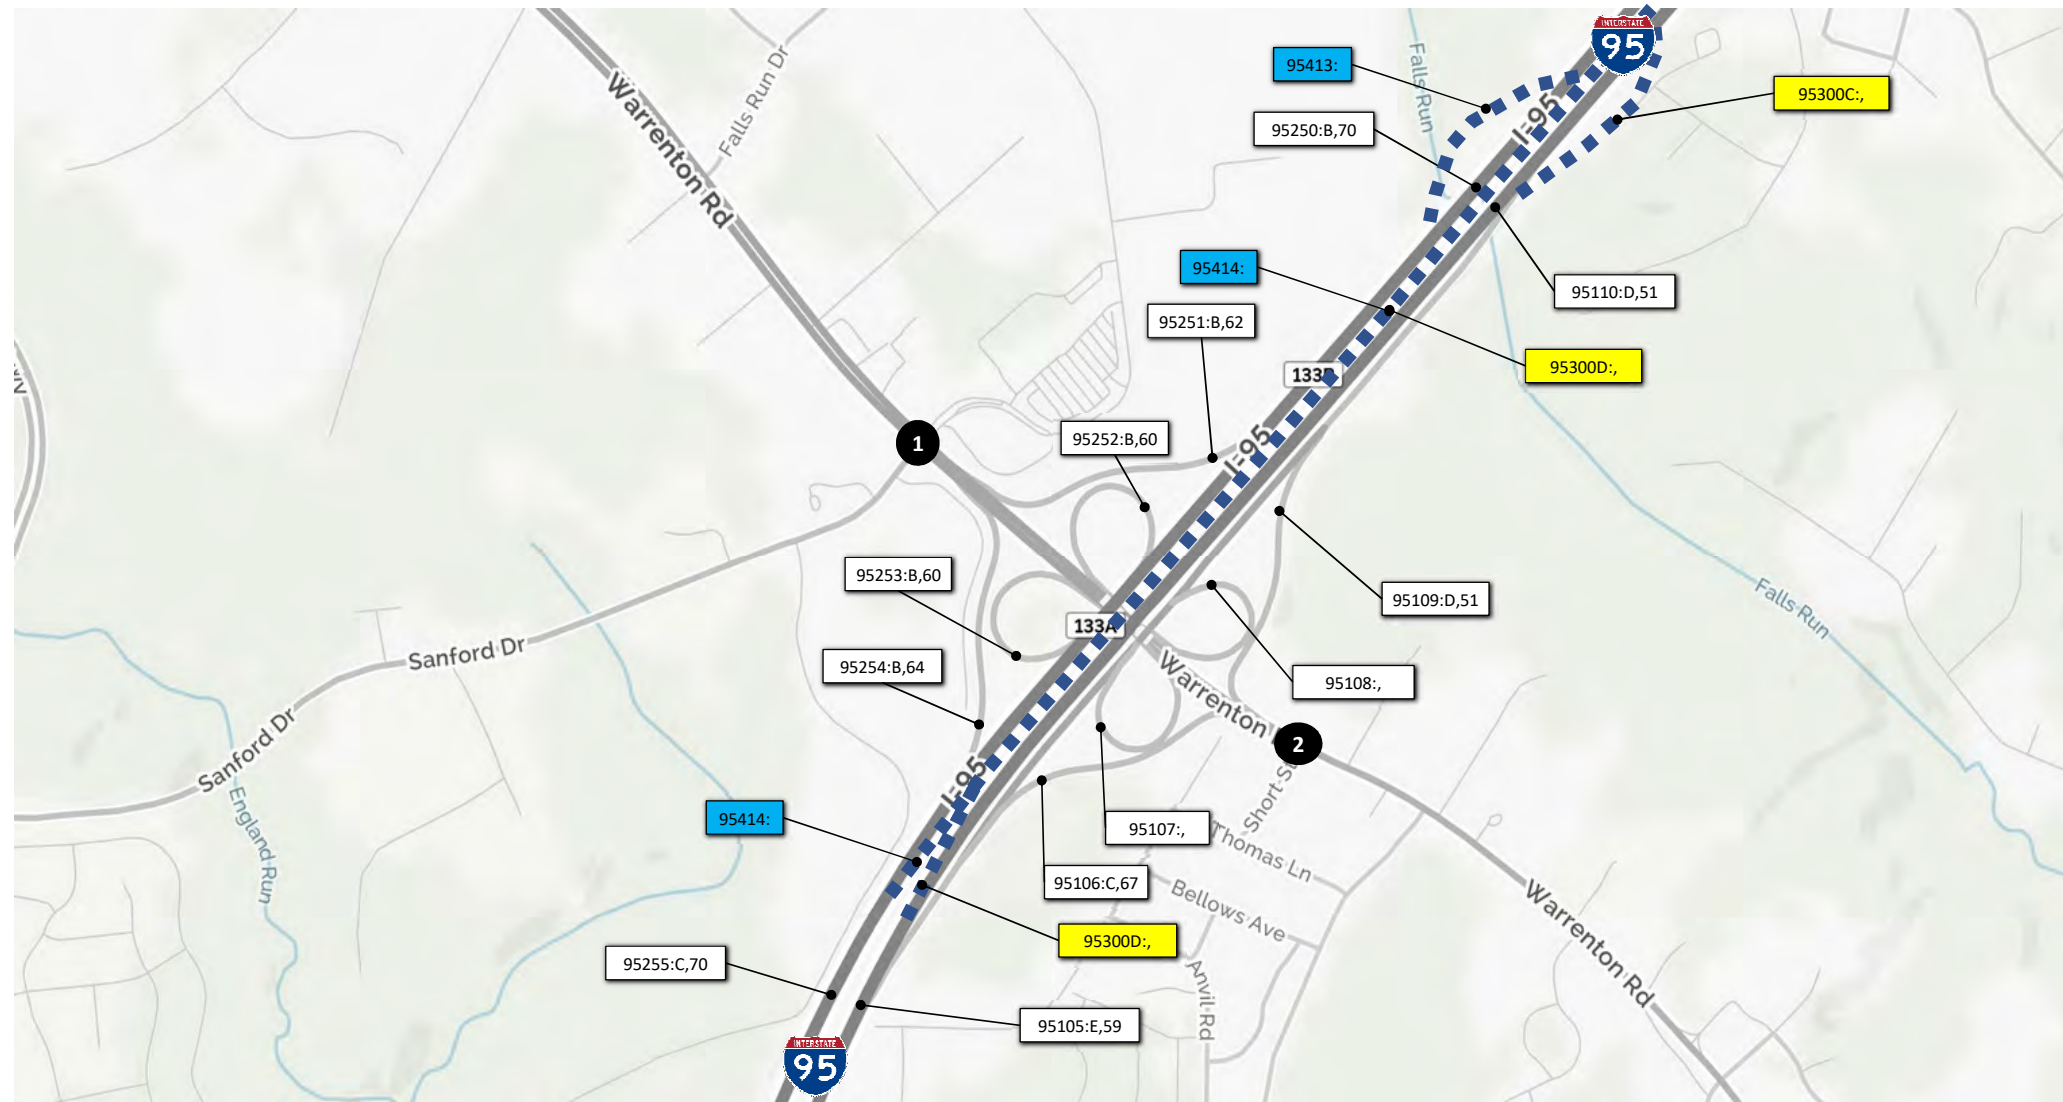 INTERSTATE
95
95413:
95300C:,
Falls Run Dr
Falls Run
Warrenton Rd
I-95
95250:B,70
95414:
95110:D,51
95251:B,62
95300D:,
133B
1
95252:B,60
I-95
95253:B,60
95109:D,51
133A
Sanford Dr
95254:B,64
Warrenton
95108:,
Falls Run
2
Sanford Dr
I-95
Short St
England Run
95414:
95107:,
Thomas Ln
95106:C,67
Bellows Ave
Warrenton Rd
95300D:,
95255:C,70
Anvil Rd
95105:E,59
INTERSTATE
95